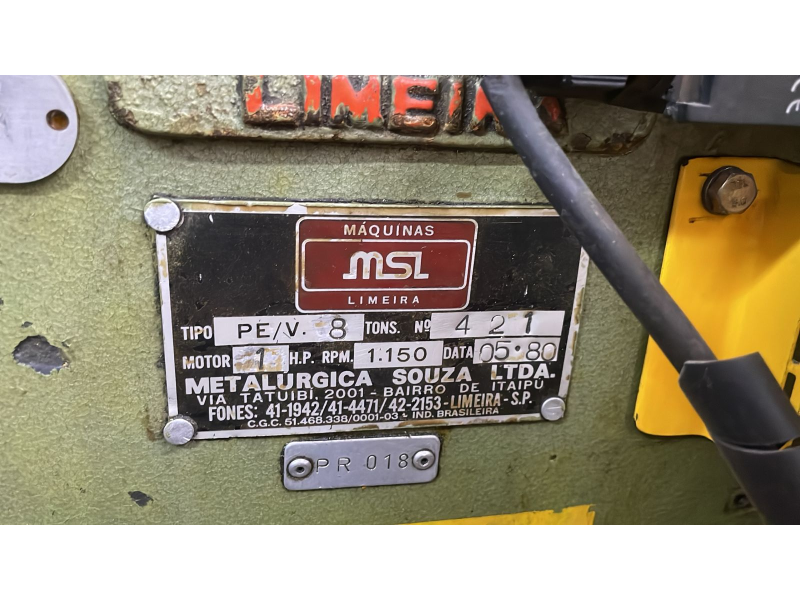 LIMEIRA
MÁQUINAS
MSL
LIMEIRA
TIPO PE/V. 8 TONS. Nº 421
MOTOR 1 H.P. RPM. 1.150 DATA 05·80
METALURGICA SOUZA LTDA.
VIA TATUIBI, 2001 - BAIRRO DE ITAIPÚ
FONES: 41-1942/41-4471/42-2153-LIMEIRA-S.P.
C.G.C. 51.468.338/0001-03 - IND. BRASILEIRA
PR 018